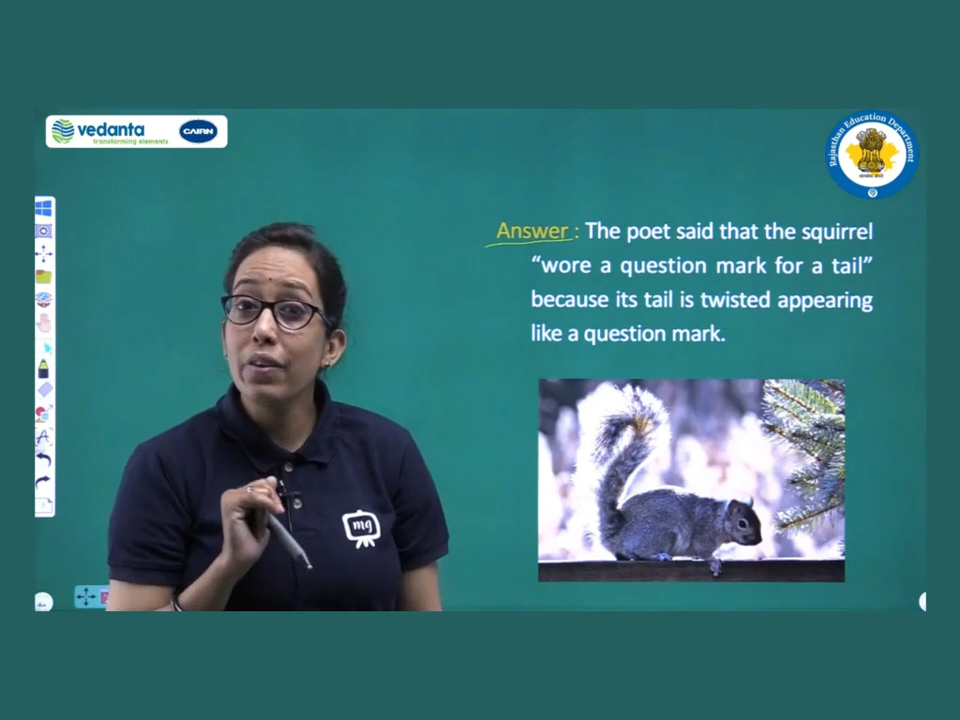 vedanta
transforming elements
CAIRN
Rajasthan Education Department
Answer : The poet said that the squirrel
“wore a question mark for a tail”
because its tail is twisted appearing
like a question mark.
mg